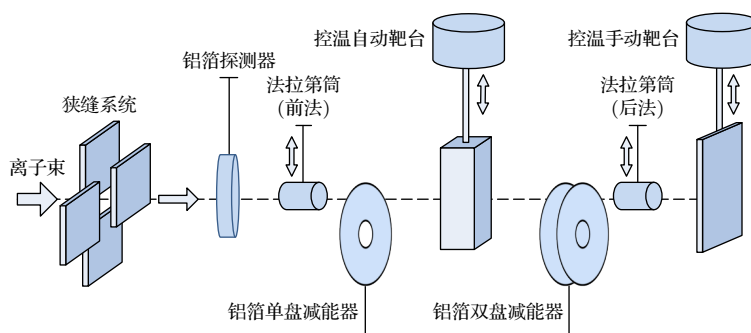 控温自动靶台
控温手动靶台
铝箔探测器
法拉第筒
(前法)
法拉第筒
(后法)
狭缝系统
离子束
铝箔单盘减能器
铝箔双盘减能器